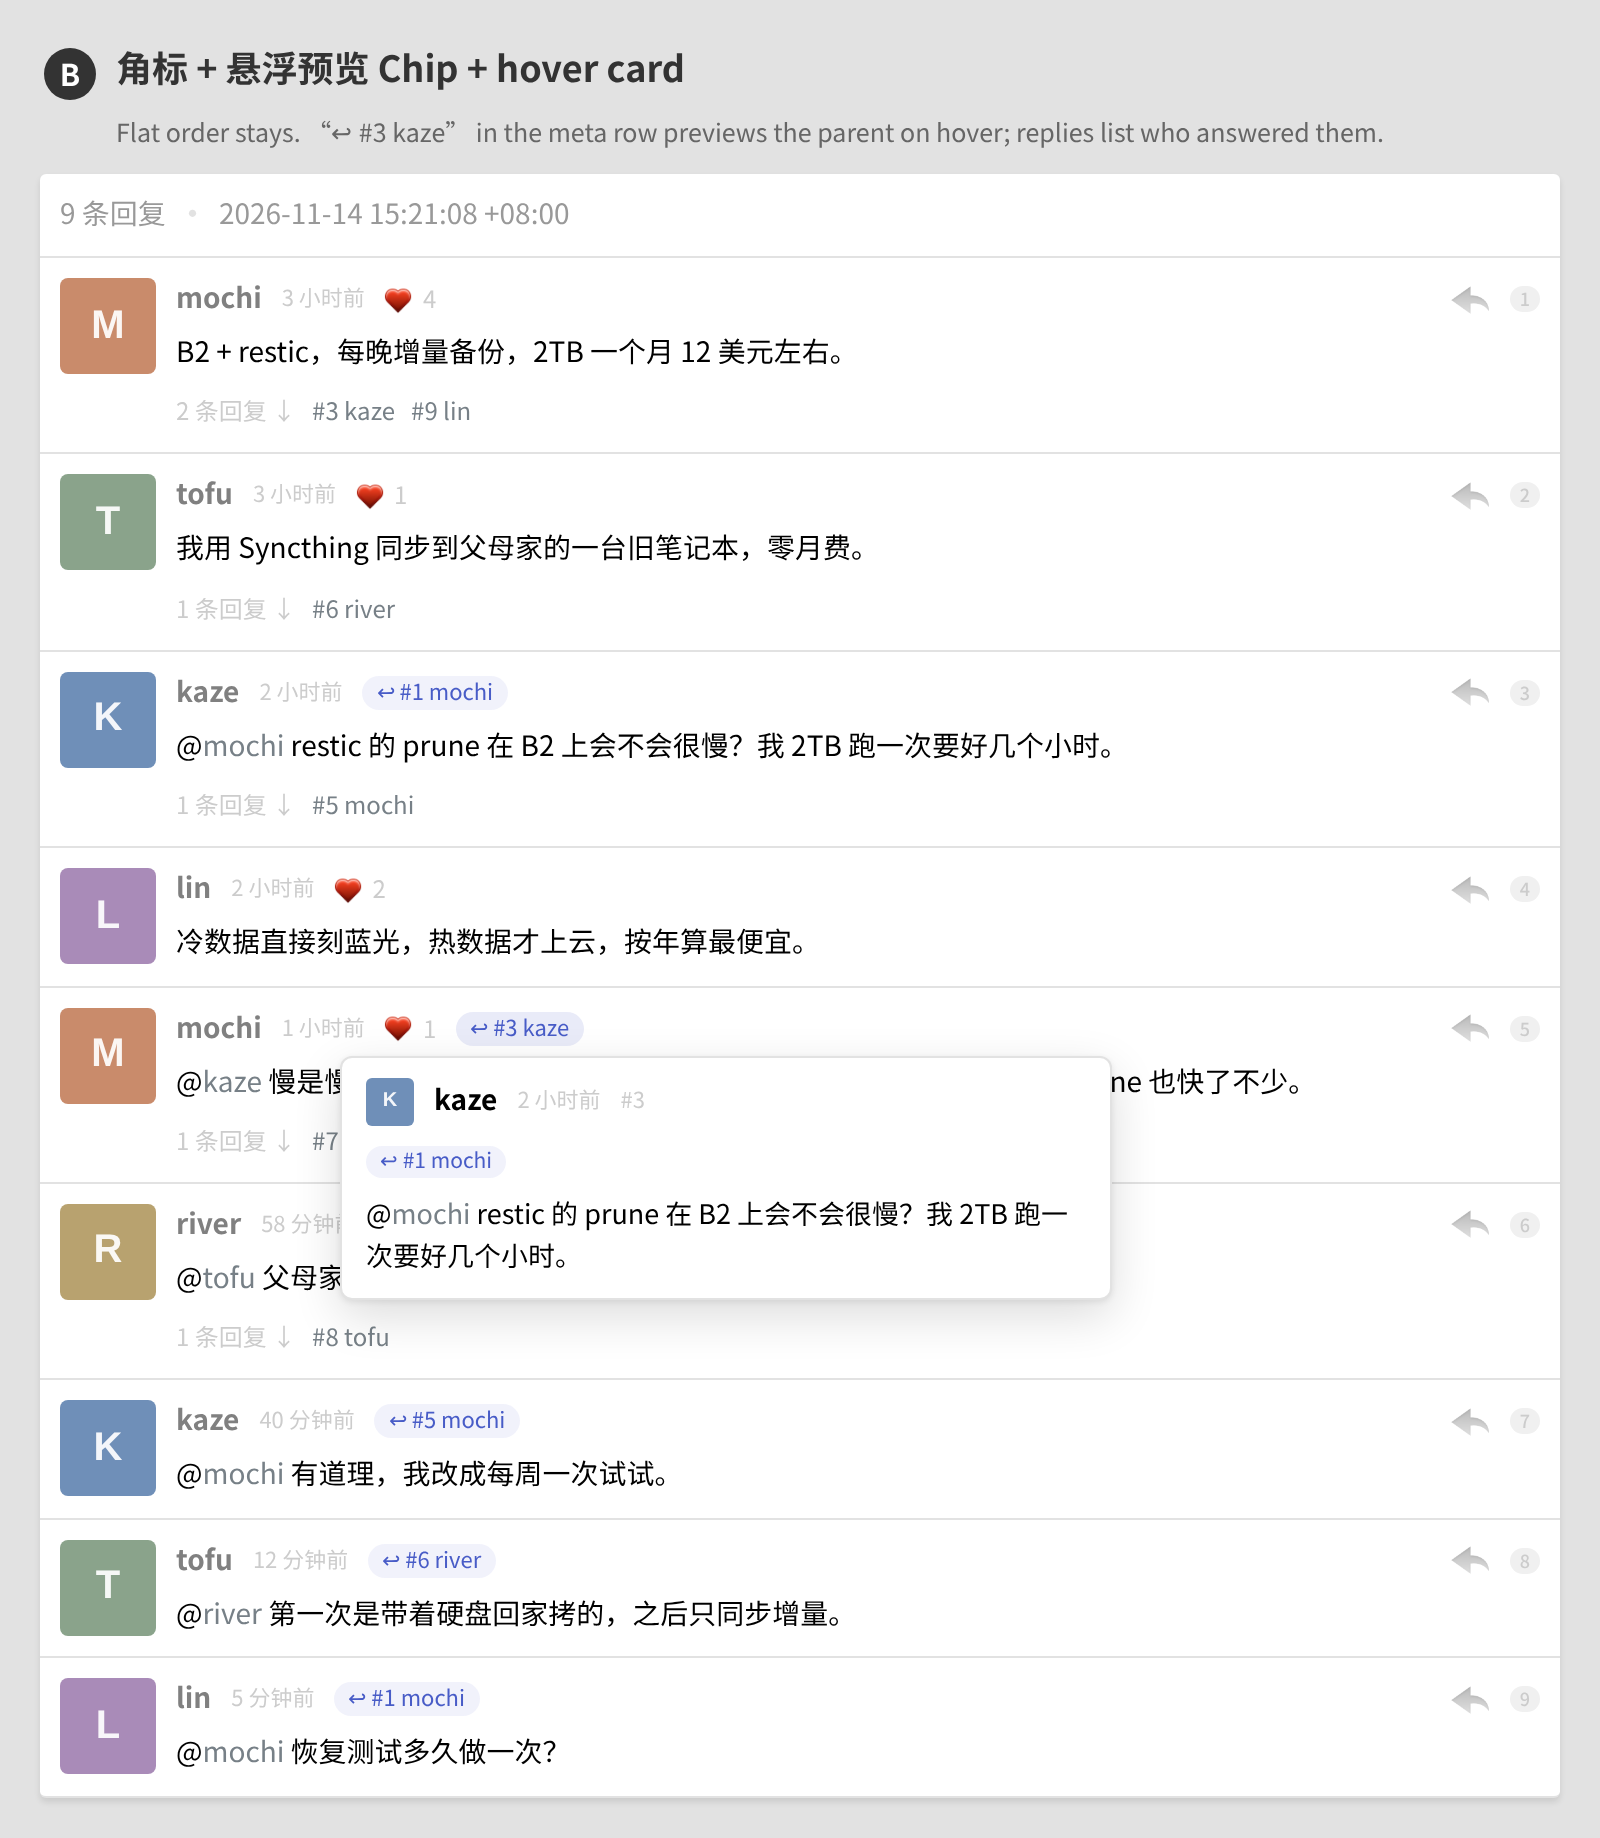 B 角标 + 悬浮预览 Chip + hover card
Flat order stays. “↩ #3 kaze” in the meta row previews the parent on hover; replies list who answered them.
9 条回复 • 2026-11-14 15:21:08 +08:00
M mochi 3 小时前 ❤️ 4 1
B2 + restic，每晚增量备份，2TB 一个月 12 美元左右。
2 条回复 ↓ #3 kaze #9 lin
T tofu 3 小时前 ❤️ 1 2
我用 Syncthing 同步到父母家的一台旧笔记本，零月费。
1 条回复 ↓ #6 river
K kaze 2 小时前 ↩ #1 mochi 3
@mochi restic 的 prune 在 B2 上会不会很慢？我 2TB 跑一次要好几个小时。
1 条回复 ↓ #5 mochi
L lin 2 小时前 ❤️ 2 4
冷数据直接刻蓝光，热数据才上云，按年算最便宜。
M mochi 1 小时前 ❤️ 1 ↩ #3 kaze 5
@kaze 慢是 ne 也快了不少。
1 条回复 ↓ #7
K kaze 2 小时前 #3
↩ #1 mochi
@mochi restic 的 prune 在 B2 上会不会很慢？我 2TB 跑一
次要好几个小时。
R river 58 分钟 6
@tofu 父母家
1 条回复 ↓ #8 tofu
K kaze 40 分钟前 ↩ #5 mochi 7
@mochi 有道理，我改成每周一次试试。
T tofu 12 分钟前 ↩ #6 river 8
@river 第一次是带着硬盘回家拷的，之后只同步增量。
L lin 5 分钟前 ↩ #1 mochi 9
@mochi 恢复测试多久做一次？